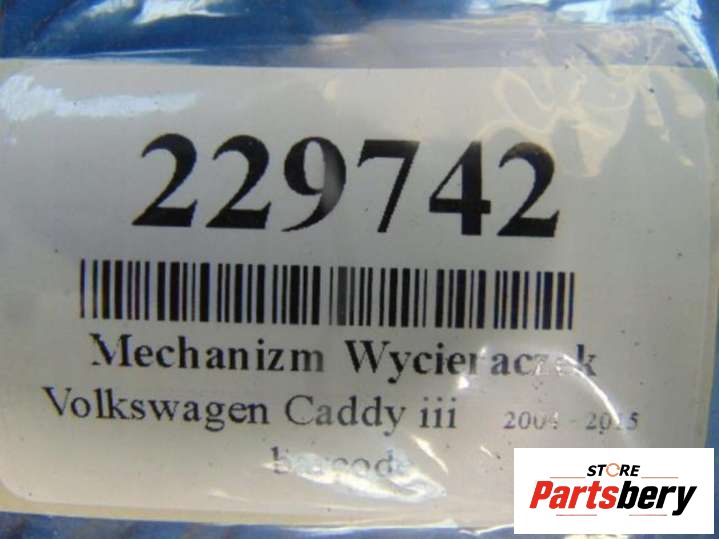 229742
Mechanizm Wycieraczek
Volkswagen Caddy iii 2004 - 2015
barcode
STORE
Partsbery